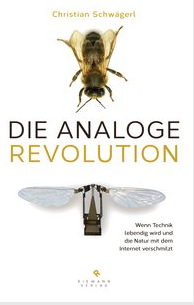 Christian Schwägerl
DIE ANALOGE
REVOLUTION
Wenn Technik
lebendig wird und
die Natur mit dem
Internet verschmilzt
RIEMANN
VERLAG